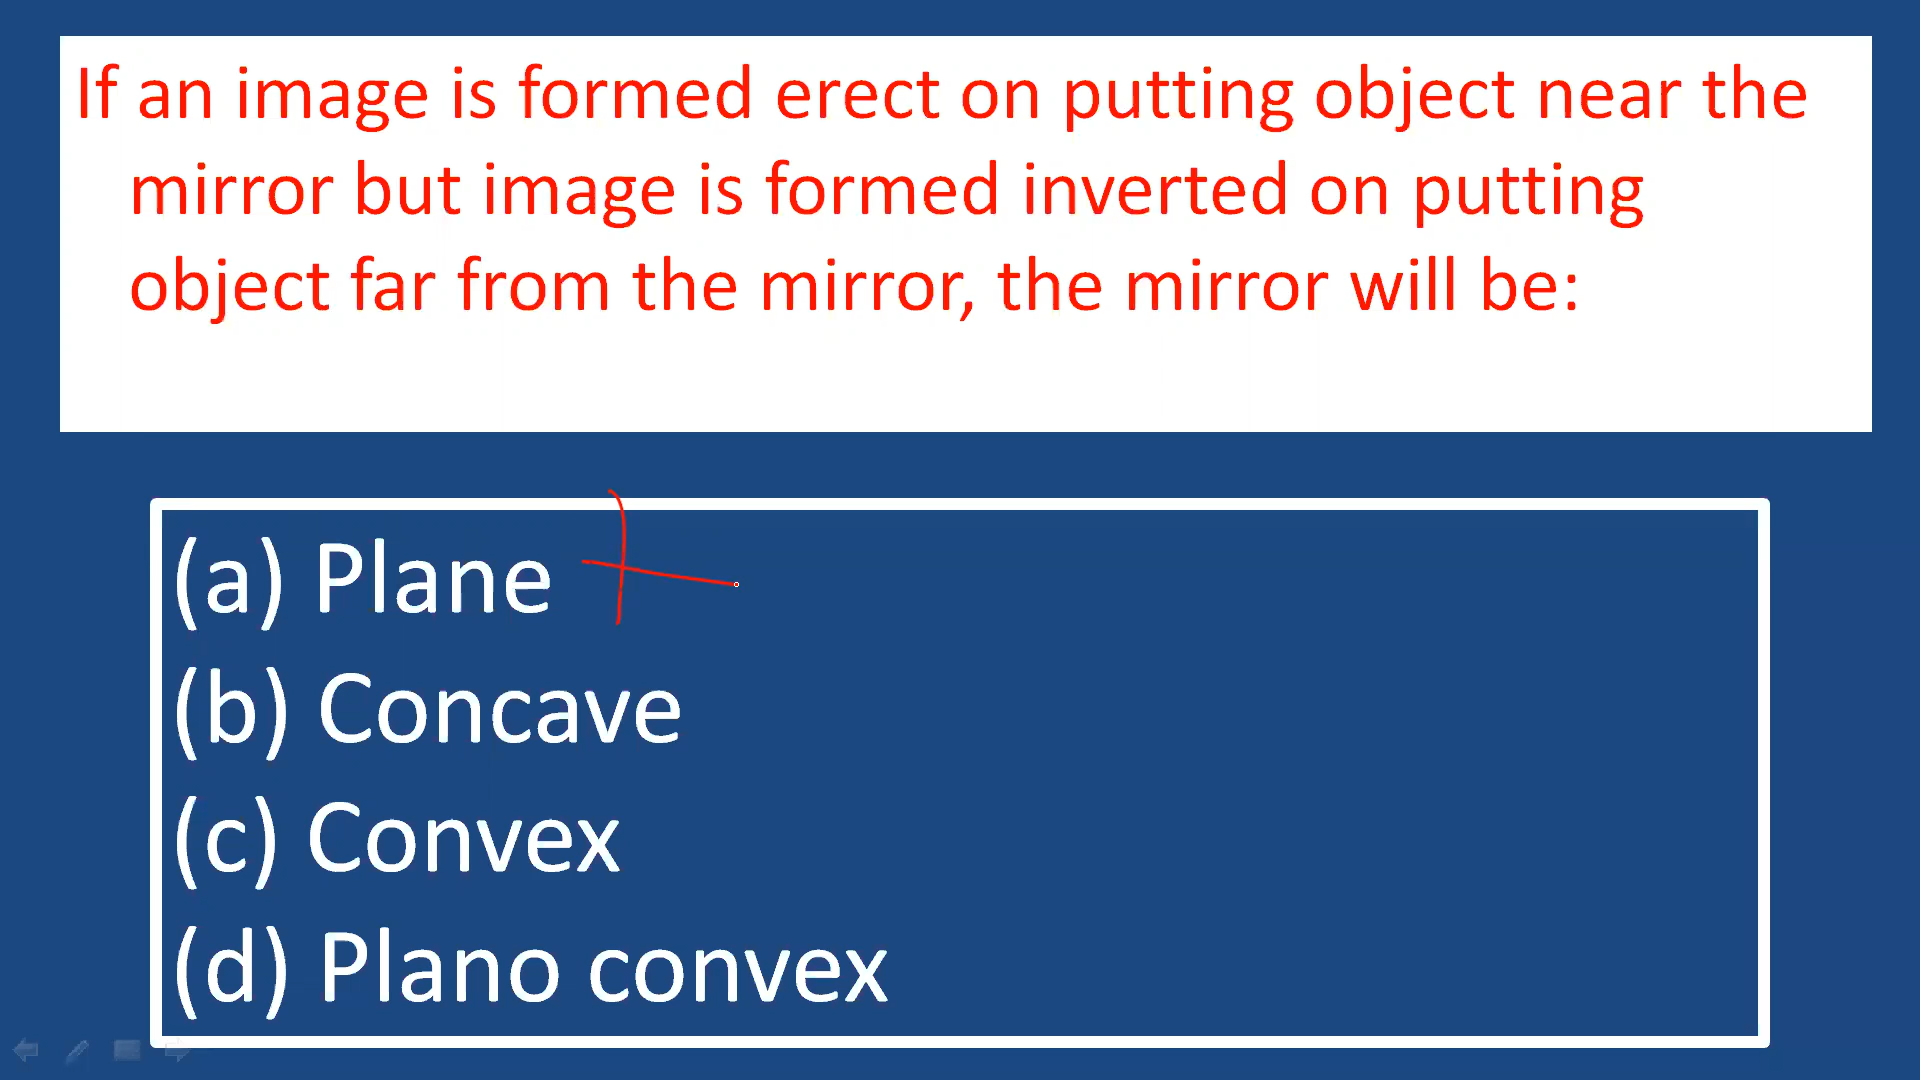 If an image is formed erect on putting object near the
mirror but image is formed inverted on putting
object far from the mirror, the mirror will be:
(a) Plane
(b) Concave
(c) Convex
(d) Plano convex